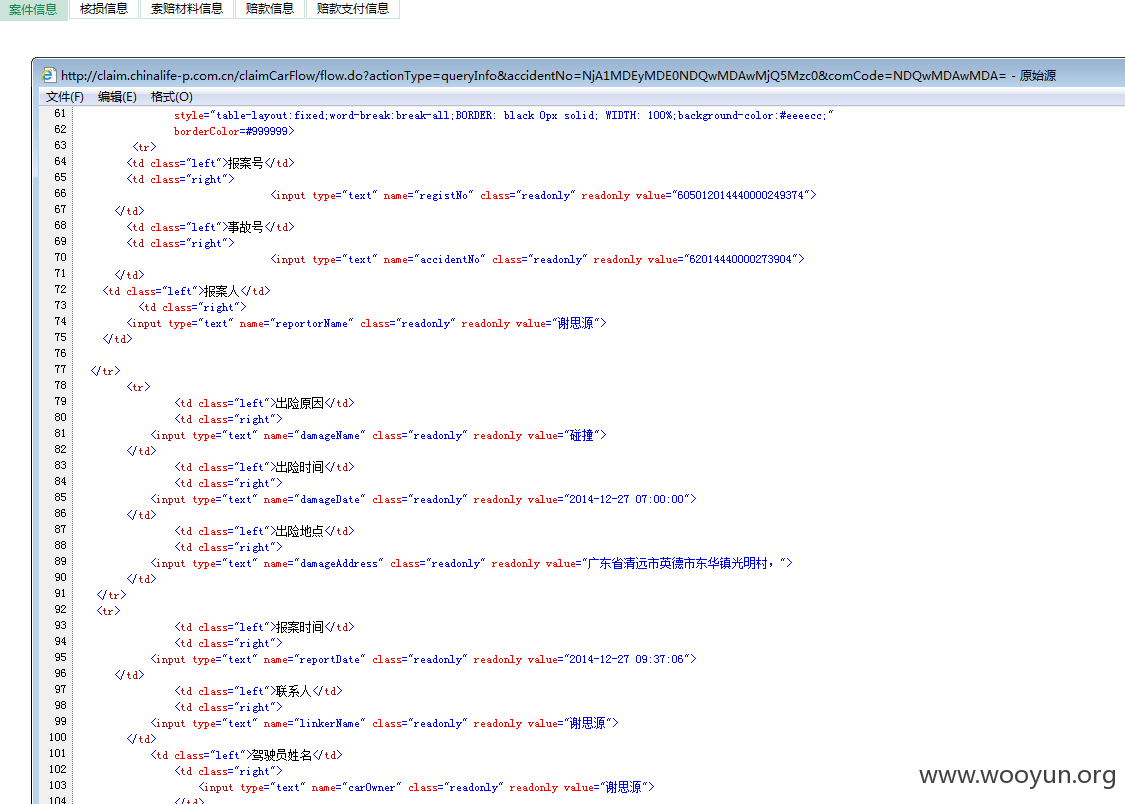 案件信息 核损信息 索赔材料信息 赔款信息 赔款支付信息
http://claim.chinalife-p.com.cn/claimCarFlow/flow.do?actionType=queryInfo&accidentNo=NjA1MDEyMDE0NDQwMDAwMjQ5Mzc0&comCode=NDQwMDAwMDA= - 原始源
文件(F) 编辑(E) 格式(O)
61 style="table-layout:fixed;word-break:break-all;BORDER: black 0px solid; WIDTH: 100%;background-color:#eeeecc;"
62 borderColor=#999999>
63 <tr>
64 <td class="left">报案号</td>
65 <td class="right">
66 <input type="text" name="registNo" class="readonly" readonly value="605012014440000249374">
67 </td>
68 <td class="left">事故号</td>
69 <td class="right">
70 <input type="text" name="accidentNo" class="readonly" readonly value="62014440000273904">
71 </td>
72 <td class="left">报案人</td>
73 <td class="right">
74 <input type="text" name="reportorName" class="readonly" readonly value="谢思源">
75 </td>
76
77 </tr>
78 <tr>
79 <td class="left">出险原因</td>
80 <td class="right">
81 <input type="text" name="damageName" class="readonly" readonly value="碰撞">
82 </td>
83 <td class="left">出险时间</td>
84 <td class="right">
85 <input type="text" name="damageDate" class="readonly" readonly value="2014-12-27 07:00:00">
86 </td>
87 <td class="left">出险地点</td>
88 <td class="right">
89 <input type="text" name="damageAddress" class="readonly" readonly value="广东省清远市英德市东华镇光明村，">
90 </td>
91 </tr>
92 <tr>
93 <td class="left">报案时间</td>
94 <td class="right">
95 <input type="text" name="reportDate" class="readonly" readonly value="2014-12-27 09:37:06">
96 </td>
97 <td class="left">联系人</td>
98 <td class="right">
99 <input type="text" name="linkerName" class="readonly" readonly value="谢思源">
100 </td>
101 <td class="left">驾驶员姓名</td>
102 <td class="right">
103 <input type="text" name="carOwner" class="readonly" readonly value="谢思源">
104 </td>
www.wooyun.org